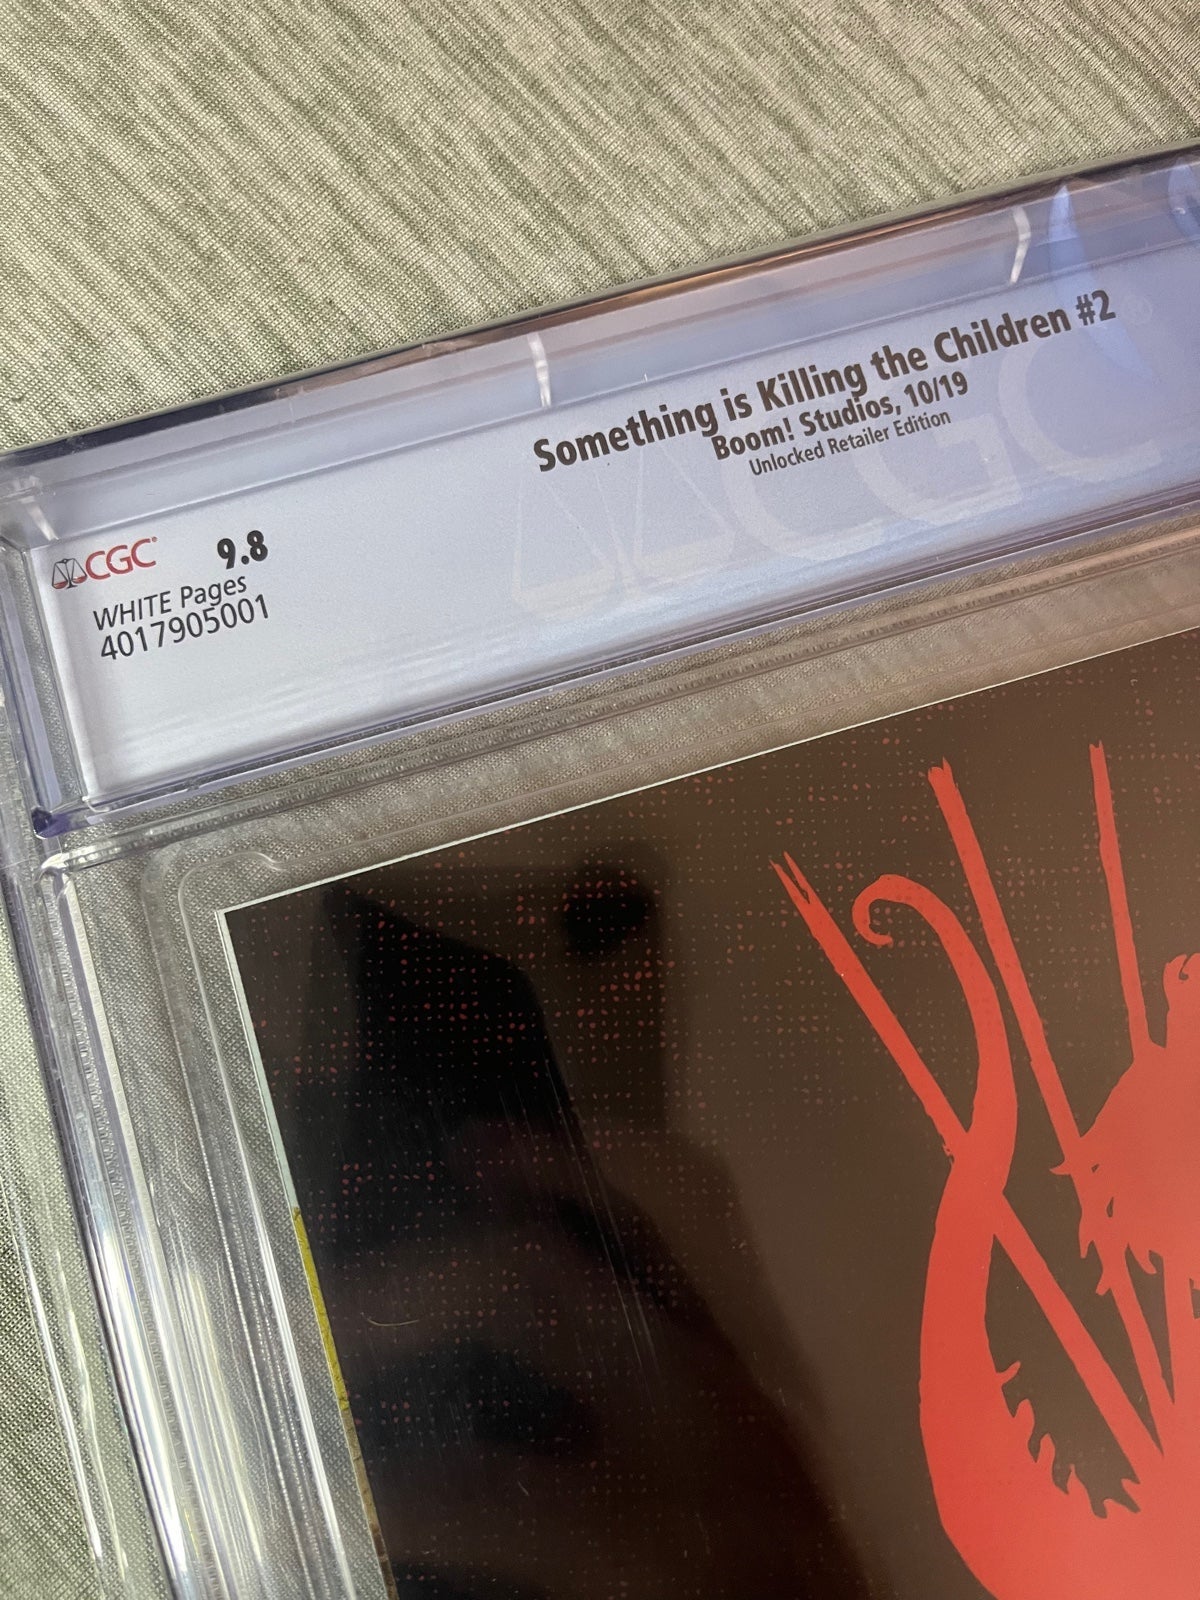 Something is Killing the Children #2
Boom! Studios, 10/19
Unlocked Retailer Edition
CGC
CGC 9.8
WHITE Pages
4017905001